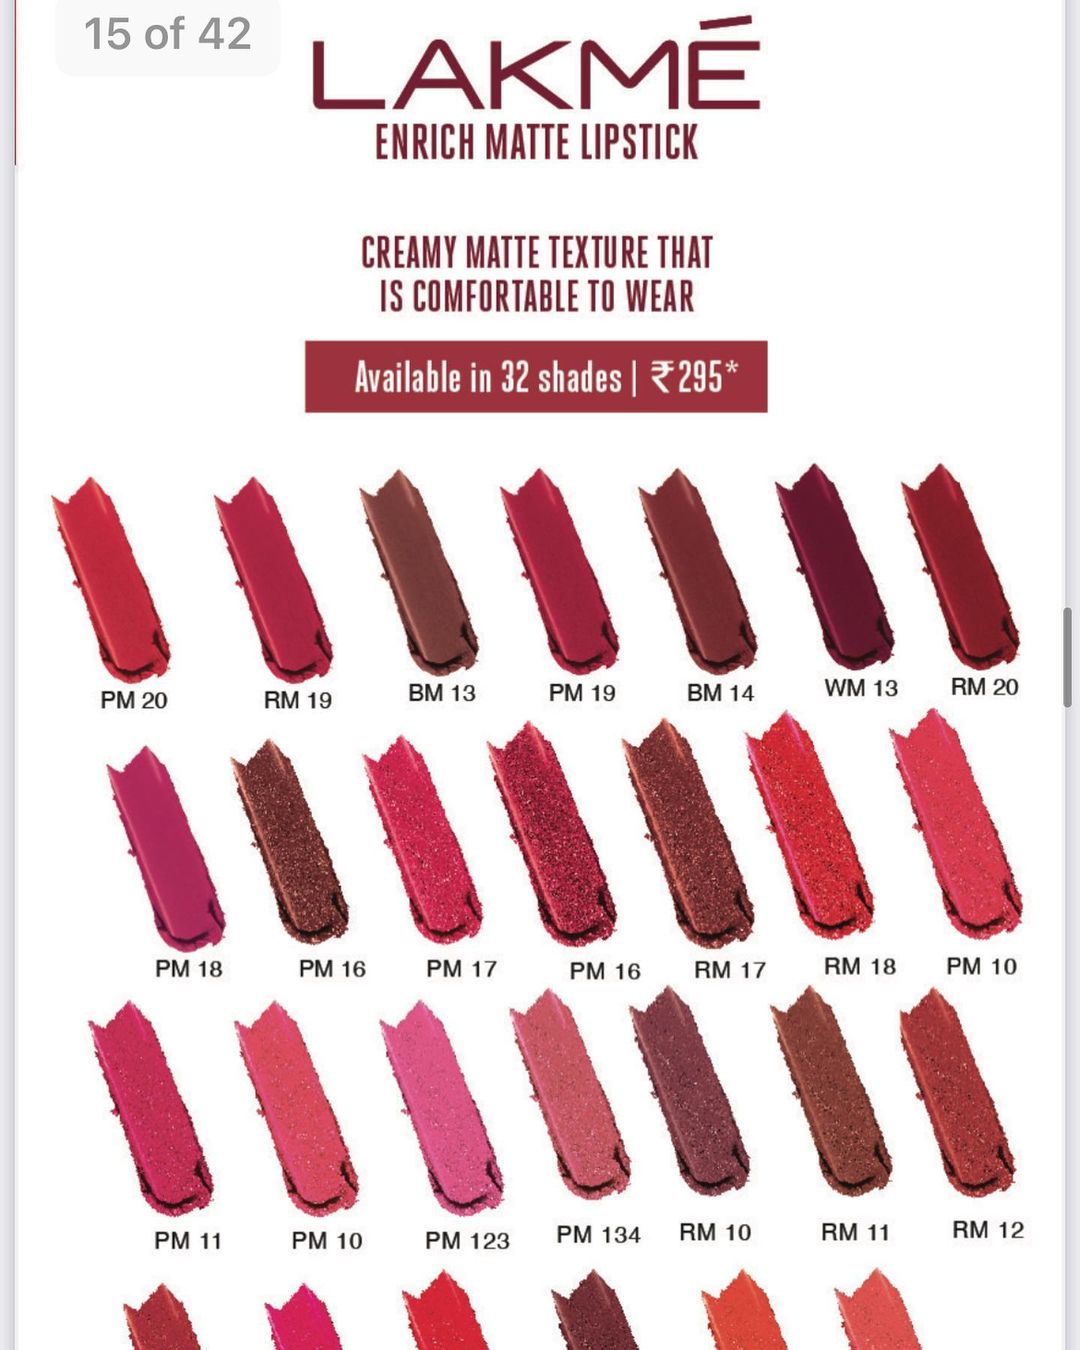 15 of 42
LAKMÉ
ENRICH MATTE LIPSTICK
CREAMY MATTE TEXTURE THAT
IS COMFORTABLE TO WEAR
Available in 32 shades | ₹295*
PM 20 RM 19 BM 13 PM 19 BM 14 WM 13 RM 20
PM 18 PM 16 PM 17 PM 16 RM 17 RM 18 PM 10
PM 11 PM 10 PM 123 PM 134 RM 10 RM 11 RM 12